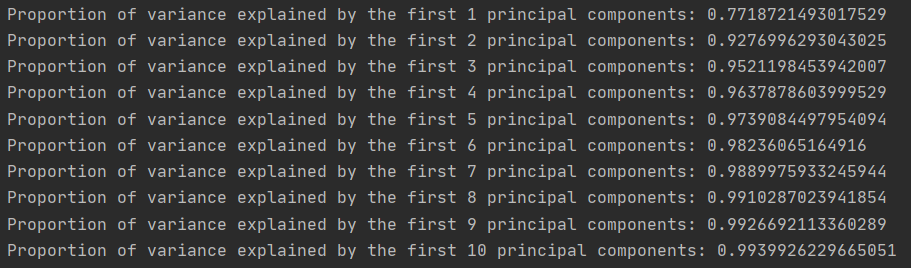 Proportion of variance explained by the first 1 principal components: 0.7718721493017529
Proportion of variance explained by the first 2 principal components: 0.9276996293043025
Proportion of variance explained by the first 3 principal components: 0.9521198453942007
Proportion of variance explained by the first 4 principal components: 0.9637878603999529
Proportion of variance explained by the first 5 principal components: 0.9739084497954094
Proportion of variance explained by the first 6 principal components: 0.98236065164916
Proportion of variance explained by the first 7 principal components: 0.9889975933245944
Proportion of variance explained by the first 8 principal components: 0.9910287023941854
Proportion of variance explained by the first 9 principal components: 0.9926692113360289
Proportion of variance explained by the first 10 principal components: 0.9939926229665051